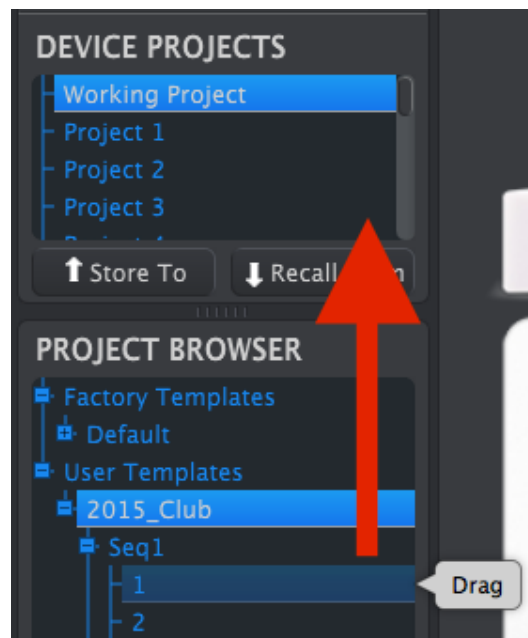 DEVICE PROJECTS
Working Project
Project 1
Project 2
Project 3
Store To
Recall
PROJECT BROWSER
Factory Templates
Default
User Templates
2015_Club
Seq1
1
Drag
2